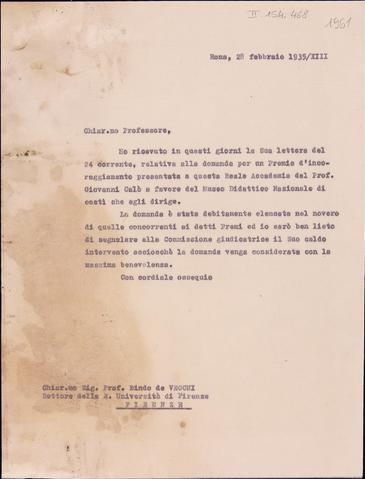 II. 154. 468
1961
Roma, 28 febbraio 1935/XIII
Chiar.mo Professore,
Ho ricevuto in questi giorni la Sua lettera del
24 corrente, relativa alla domanda per un Premio d'inco-
raggiamento presentata a questa Reale Accademia dal Prof.
Giovanni Calò a favore del Museo Didattico Nazionale di
costì che egli dirige.
La domanda è stata debitamente elencata nel novero
di quelle concorrenti ai detti Premi ed io sarò ben lieto
di segnalare alla Commissione giudicatrice il Suo caldo
intervento acciocchè la domanda venga considerata con la
massima benevolenza.
Con cordiale ossequio
Chiar.mo Sig. Prof. Bindo de VECCHI
Rettore della R. Università di Firenze
FIRENZE